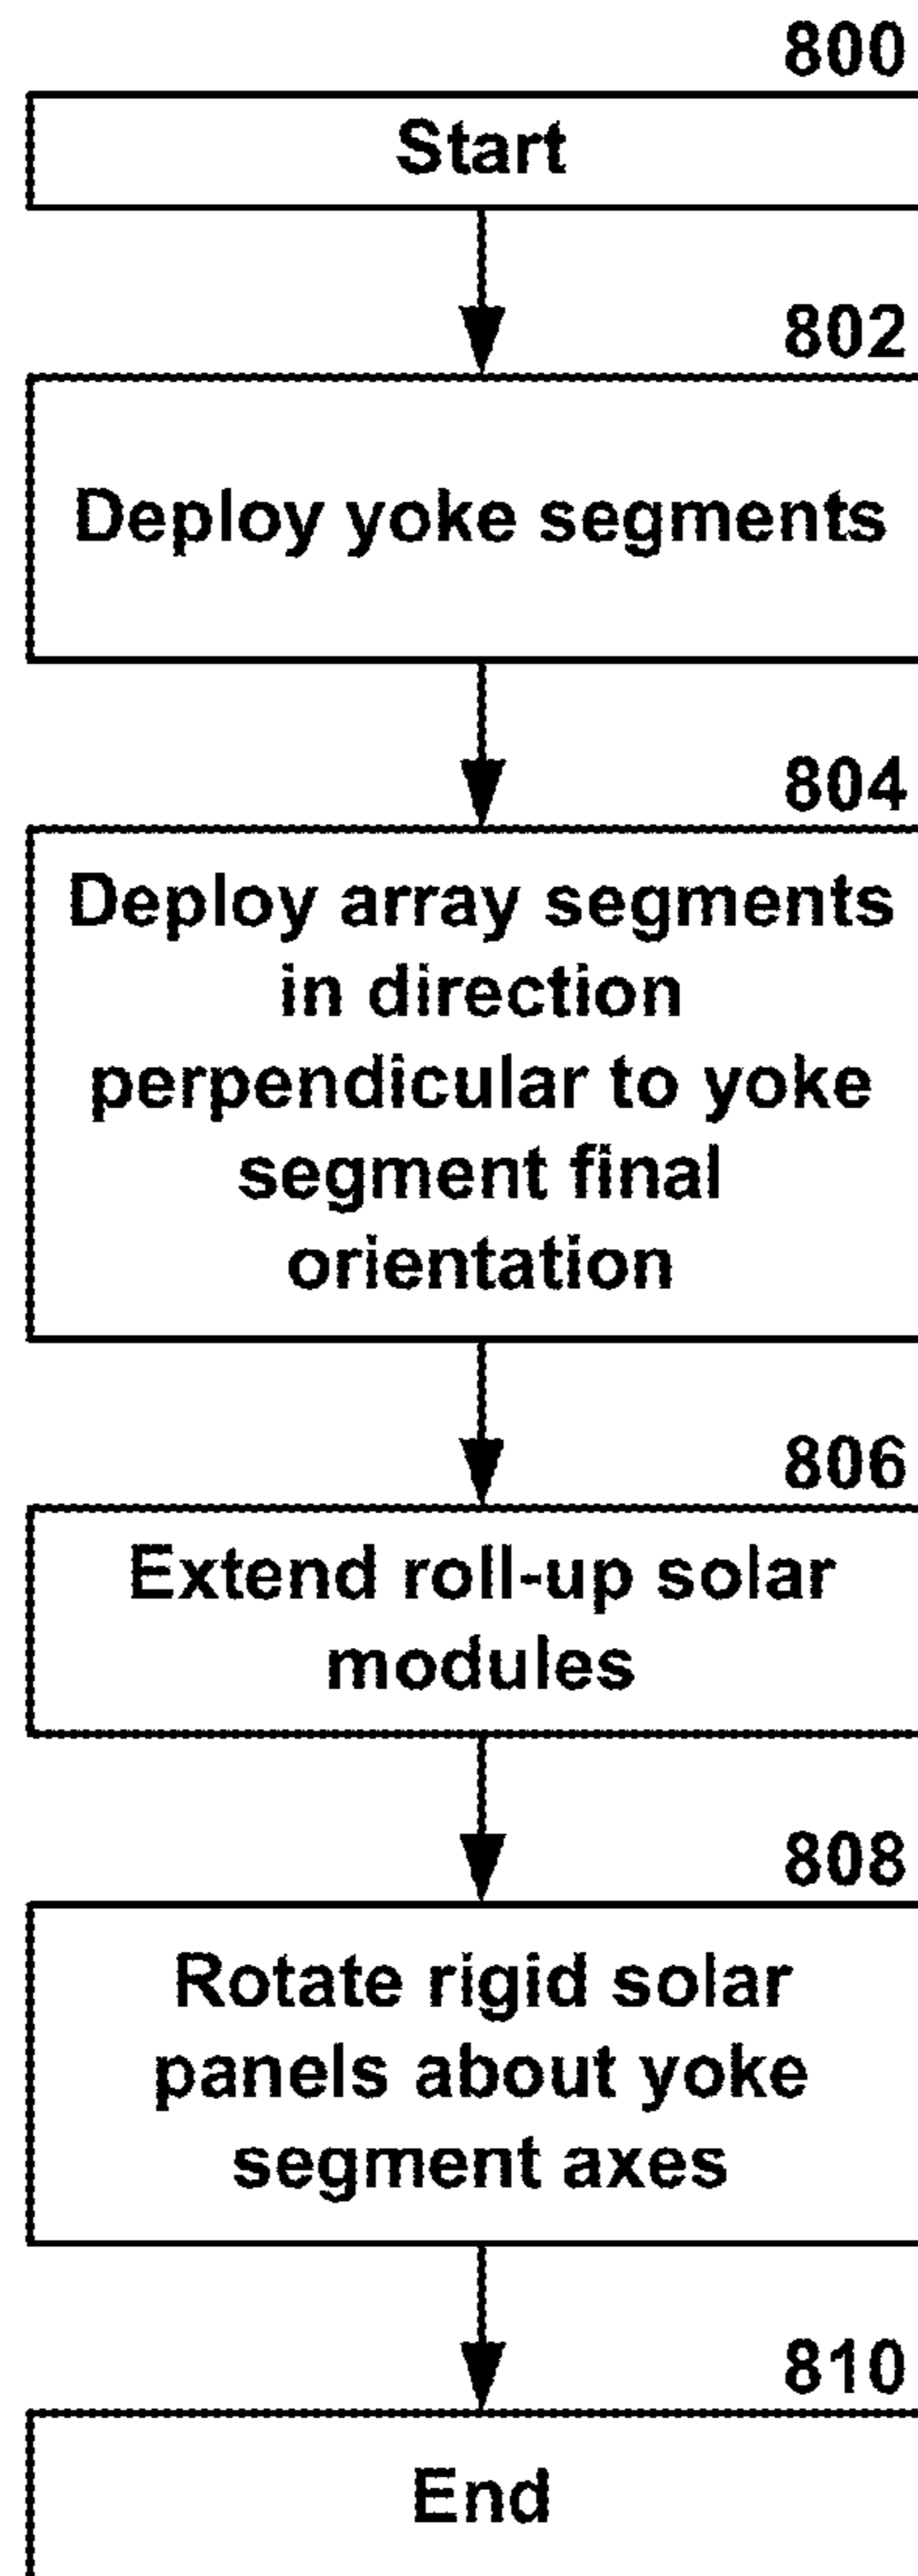 800
Start
802
Deploy yoke segments
804
Deploy array segments
in direction
perpendicular to yoke
segment final
orientation
806
Extend roll-up solar
modules
808
Rotate rigid solar
panels about yoke
segment axes
810
End